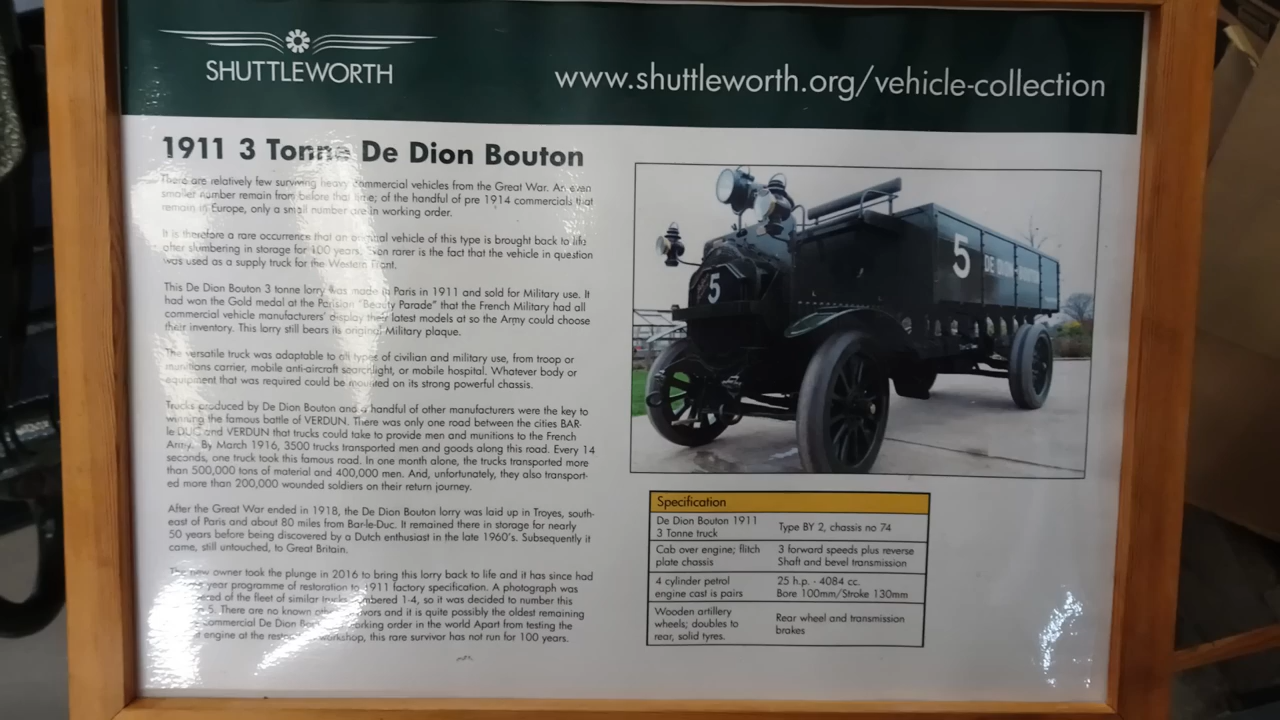 SHUTTLEWORTH
www.shuttleworth.org/vehicle-collection
1911 3 Tonne De Dion Bouton
There are relatively few surviving heavy commercial vehicles from the Great War. An even
smaller number remain from before that time; of the handful of pre 1914 commercials that
remain in Europe, only a small number are in working order.
It is therefore a rare occurrence that an original vehicle of this type is brought back to life
after slumbering in storage for 100 years. Even rarer is the fact that the vehicle in question
was used as a supply truck for the Western Front.
This De Dion Bouton 3 tonne lorry was made in Paris in 1911 and sold for Military use. It
had won the Gold medal at the Parisian "Beauty Parade" that the French Military had all
commercial vehicle manufacturers' display their latest models at so the Army could choose
their inventory. This lorry still bears its original Military plaque.
The versatile truck was adaptable to all types of civilian and military use, from troop or
munitions carrier, mobile anti-aircraft searchlight, or mobile hospital. Whatever body or
equipment that was required could be mounted on its strong powerful chassis.
Trucks produced by De Dion Bouton and a handful of other manufacturers were the key to
winning the famous battle of VERDUN. There was only one road between the cities BAR-
le DUC and VERDUN that trucks could take to provide men and munitions to the French
Army. By March 1916, 3500 trucks transported men and goods along this road. Every 14
seconds, one truck took this famous road. In one month alone, the trucks transported more
than 500,000 tons of material and 400,000 men. And, unfortunately, they also transport-
ed more than 200,000 wounded soldiers on their return journey.
After the Great War ended in 1918, the De Dion Bouton lorry was laid up in Troyes, south-
east of Paris and about 80 miles from Bar-le-Duc. It remained there in storage for nearly
50 years before being discovered by a Dutch enthusiast in the late 1960's. Subsequently it
came, still untouched, to Great Britain.
The new owner took the plunge in 2016 to bring this lorry back to life and it has since had
year programme of restoration to 1911 factory specification. A photograph was
of the fleet of similar trucks numbered 1-4, so it was decided to number this
5. There are no known other survivors and it is quite possibly the oldest remaining
commercial De Dion Bouton in working order in the world Apart from testing the
engine at the restorers workshop, this rare survivor has not run for 100 years.
5
5
DE DION-BOUTON
Specification
De Dion Bouton 1911
3 Tonne truck
Type BY 2, chassis no 74
Cab over engine; flitch
plate chassis
3 forward speeds plus reverse
Shaft and bevel transmission
4 cylinder petrol
engine cast is pairs
25 h.p. - 4084 cc.
Bore 100mm/Stroke 130mm
Wooden artillery
wheels; doubles to
rear, solid tyres.
Rear wheel and transmission
brakes